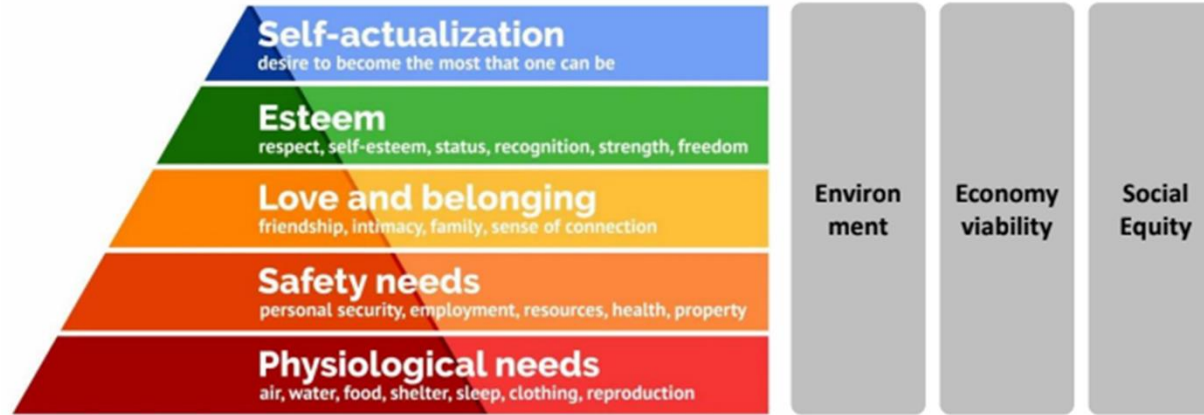 Self-actualization
desire to become the most that one can be
Esteem
respect, self-esteem, status, recognition, strength, freedom
Love and belonging
friendship, intimacy, family, sense of connection
Safety needs
personal security, employment, resources, health, property
Physiological needs
air, water, food, shelter, sleep, clothing, reproduction
Environ
ment
Economy
viability
Social
Equity